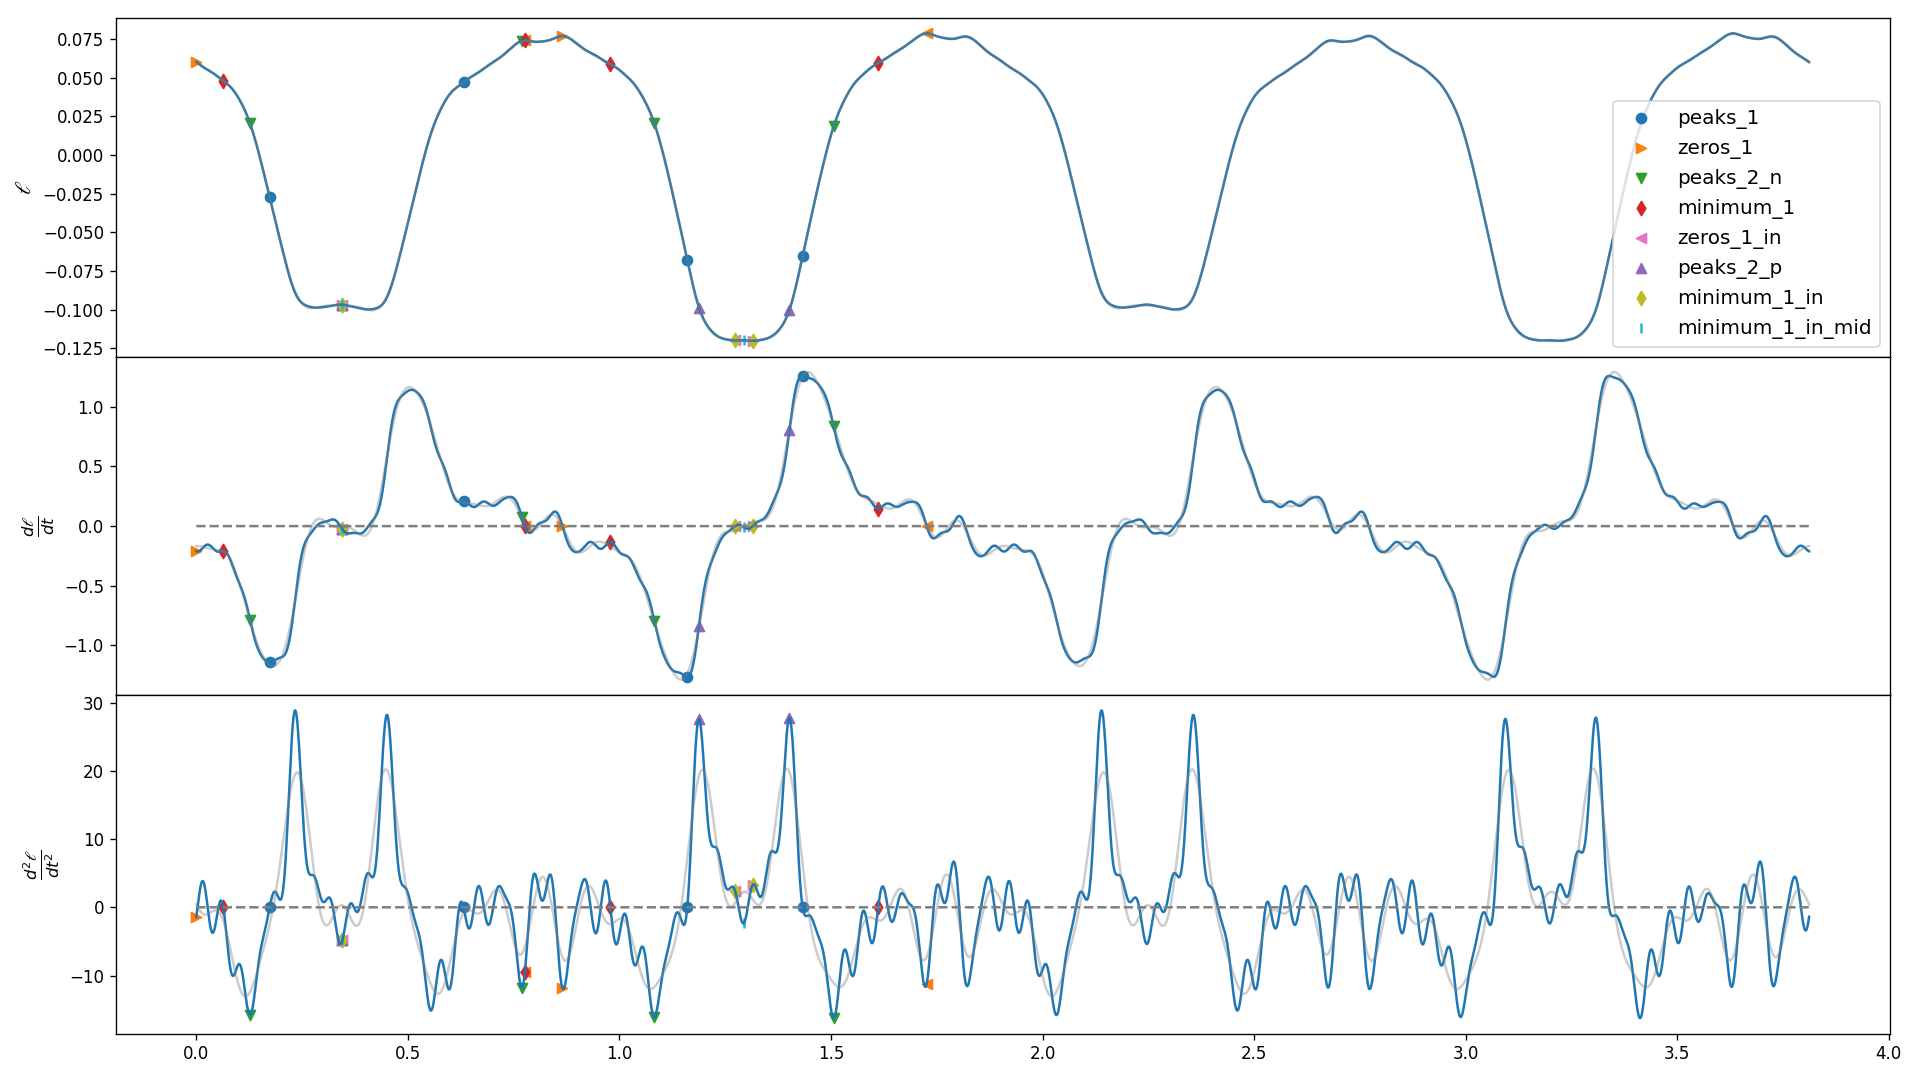 0.075
0.050
0.025
0.000
−0.025
−0.050
−0.075
−0.100
−0.125
ℓ
peaks_1
zeros_1
peaks_2_n
minimum_1
zeros_1_in
peaks_2_p
minimum_1_in
minimum_1_in_mid
1.0
0.5
0.0
−0.5
−1.0
dℓ
dt
30
20
10
0
−10
d²ℓ
dt²
0.0 0.5 1.0 1.5 2.0 2.5 3.0 3.5 4.0